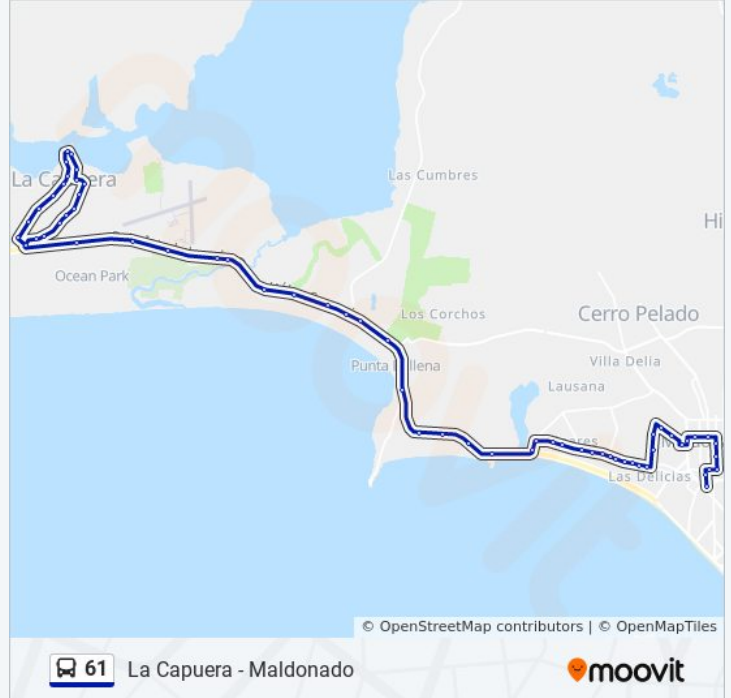 La Capuera
Las Cumbres
Hi
Ocean Park
Los Corchos
Cerro Pelado
Punta Ballena
Villa Delia
Lausana
Las Delicias
© OpenStreetMap contributors | © OpenMapTiles
61 La Capuera - Maldonado
moovit